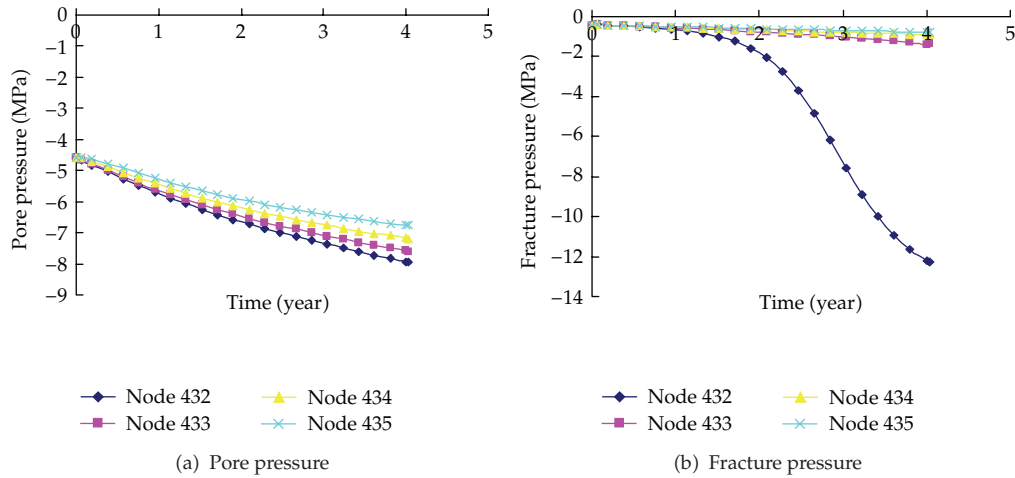 0 1 2 3 4 5
0
−1
−2
−3
−4
−5
−6
−7
−8
−9
Pore pressure (MPa)
Time (year)
Node 432
Node 434
Node 433
Node 435
(a) Pore pressure
0 1 2 3 4 5
0
−2
−4
−6
−8
−10
−12
−14
Fracture pressure (MPa)
Time (year)
Node 432
Node 434
Node 433
Node 435
(b) Fracture pressure